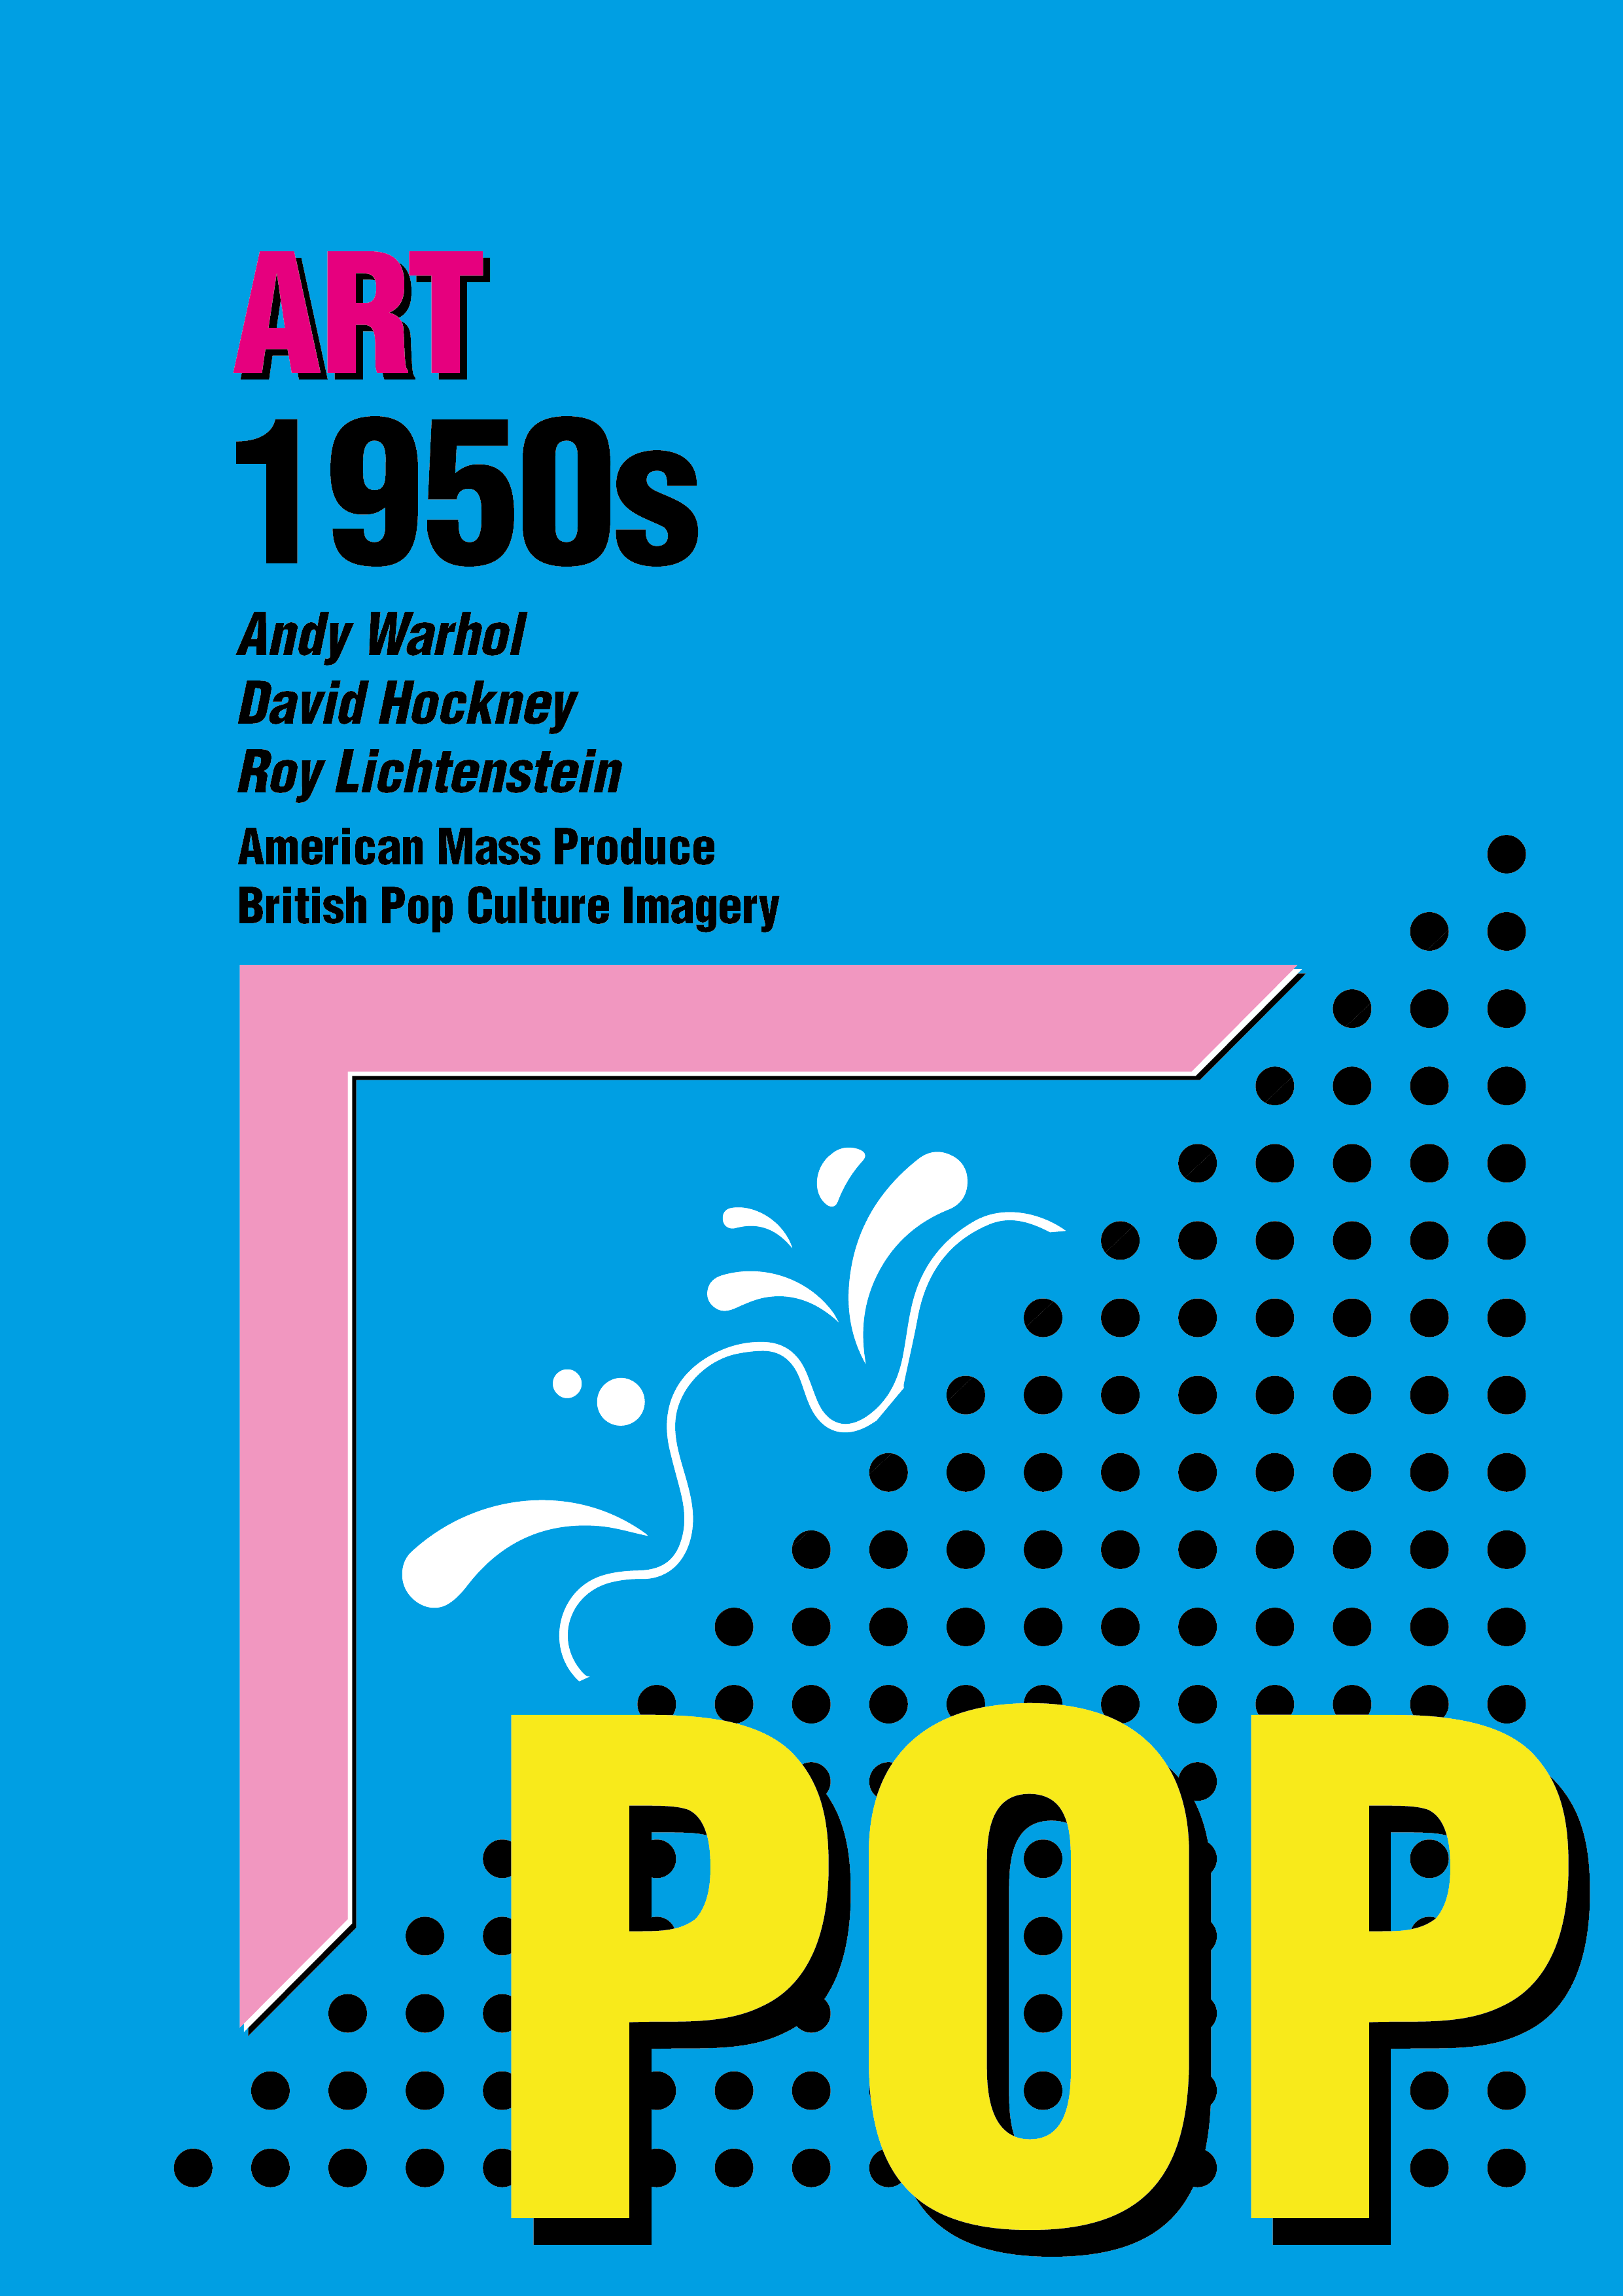 ART
1950s
Andy Warhol
David Hockney
Roy Lichtenstein
American Mass Produce
British Pop Culture Imagery
POP